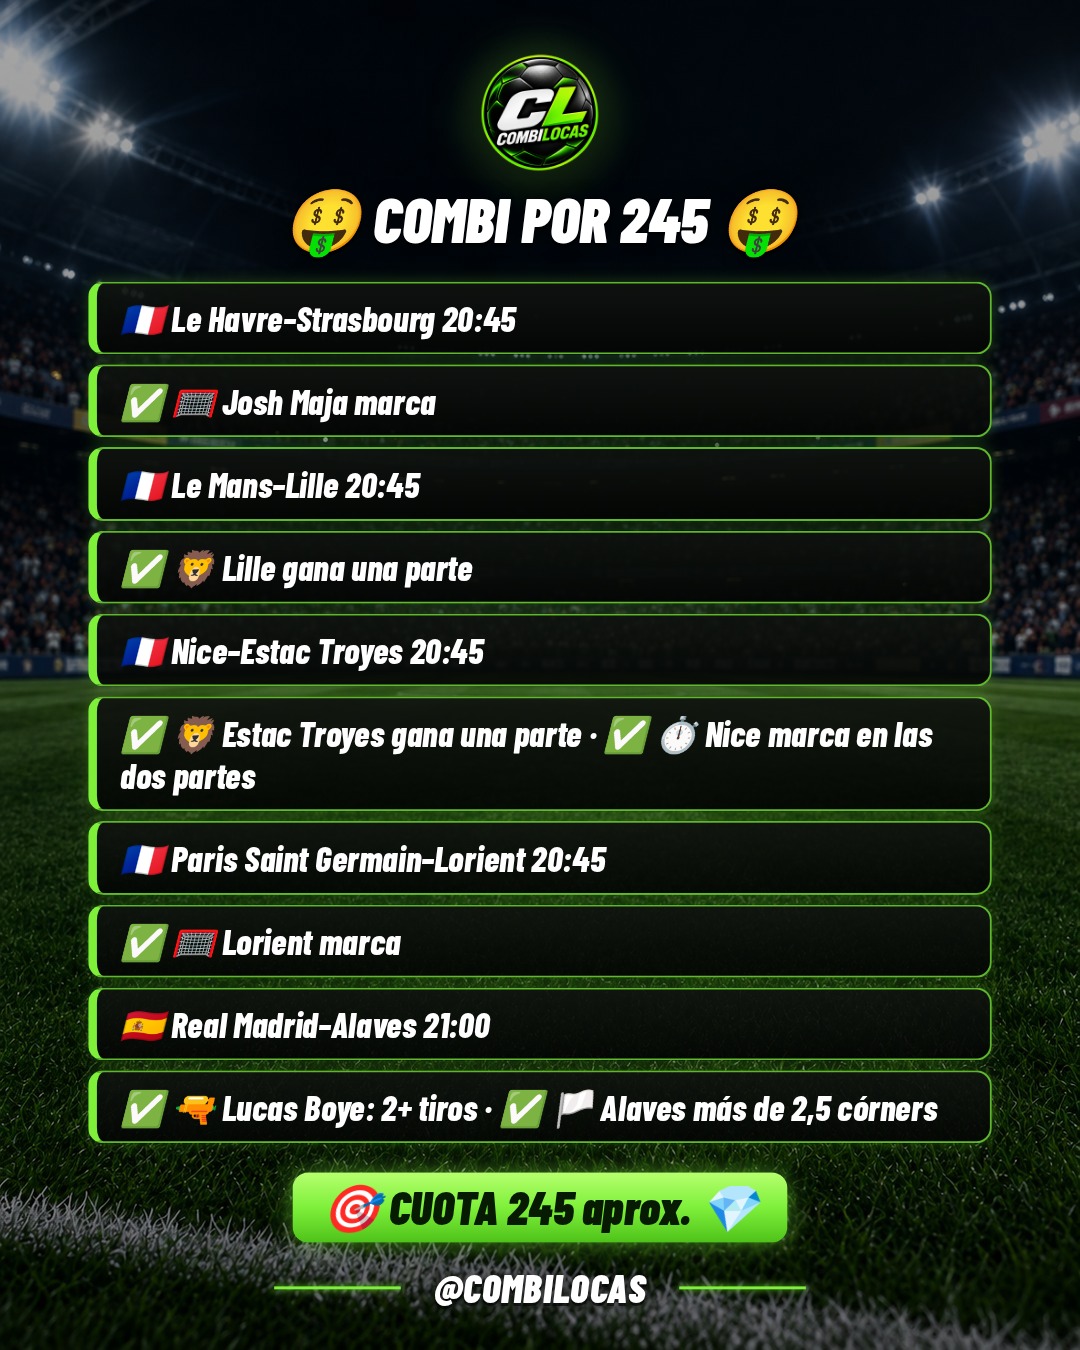 CL
COMBILOCAS
🤑 COMBI POR 245 🤑
🇫🇷 Le Havre-Strasbourg 20:45
✅ 🥅 Josh Maja marca
🇫🇷 Le Mans-Lille 20:45
✅ 🦁 Lille gana una parte
🇫🇷 Nice-Estac Troyes 20:45
✅ 🦁 Estac Troyes gana una parte · ✅ ⏱️ Nice marca en las
dos partes
🇫🇷 Paris Saint Germain-Lorient 20:45
✅ 🥅 Lorient marca
🇪🇸 Real Madrid-Alaves 21:00
✅ 🔫 Lucas Boye: 2+ tiros · ✅ 🏳️ Alaves más de 2,5 córners
🎯 CUOTA 245 aprox. 💎
@COMBILOCAS